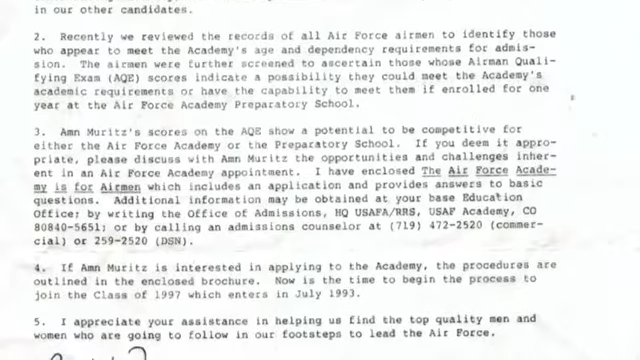 in our other candidates.
2. Recently we reviewed the records of all Air Force airmen to identify those
who appear to meet the Academy's age and dependency requirements for admis-
sion. The airmen were further screened to ascertain those whose Airman Quali-
fying Exam (AQE) scores indicate a possibility they could meet the Academy's
academic requirements or have the capability to meet them if enrolled for one
year at the Air Force Academy Preparatory School.
3. Amn Muritz's scores on the AQE show a potential to be competitive for
either the Air Force Academy or the Preparatory School. If you deem it appro-
priate, please discuss with Amn Muritz the opportunities and challenges inher-
ent in an Air Force Academy appointment. I have enclosed The Air Force Acade-
my is for Airmen which includes an application and provides answers to basic
questions. Additional information may be obtained at your base Education
Office; by writing the Office of Admissions, HQ USAFA/RRS, USAF Academy, CO
80840-5651; or by calling an admissions counselor at (719) 472-2520 (commer-
cial) or 259-2520 (DSN).
4. If Amn Muritz is interested in applying to the Academy, the procedures are
outlined in the enclosed brochure. Now is the time to begin the process to
join the Class of 1997 which enters in July 1993.
5. I appreciate your assistance in helping us find the top quality men and
women who are going to follow in our footsteps to lead the Air Force.